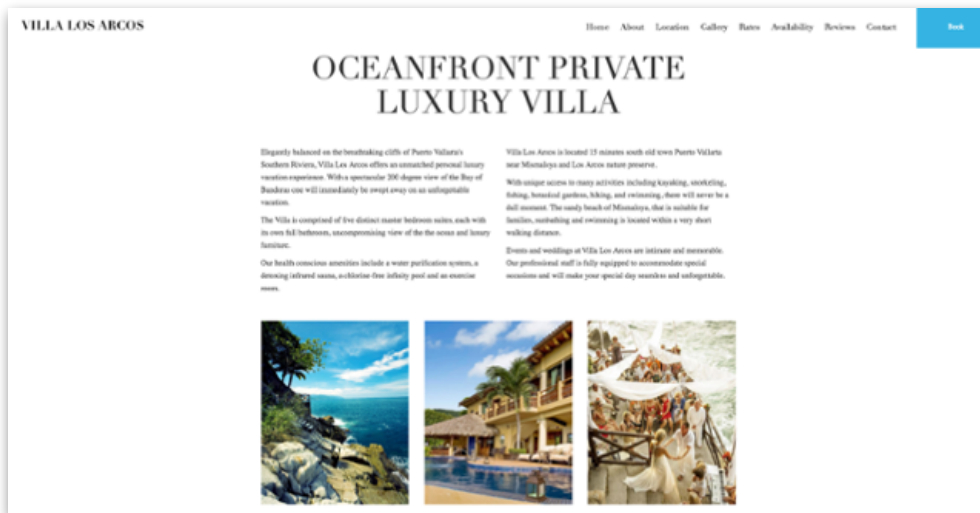 VILLA LOS ARCOS
Home About Location Gallery Rates Availability Reviews Contact
Book
OCEANFRONT PRIVATE
LUXURY VILLA
Elegantly balanced on the breathtaking cliffs of Puerto Vallarta's
Southern Riviera, Villa Los Arcos offers an unmatched personal luxury
vacation experience. With a spectacular 200 degree view of the Bay of
Banderas one will immediately be swept away on an unforgettable
vacation.
The Villa is comprised of five distinct master bedroom suites, each with
its own full bathroom, uncompromising view of the the ocean and luxury
furniture.
Our health conscious amenities include a water purification system, a
detoxing infrared sauna, a chlorine-free infinity pool and an exercise
room.
Villa Los Arcos is located 15 minutes south old town Puerto Vallarta
near Mismaloya and Los Arcos nature preserve.
With unique access to many activities including kayaking, snorkeling,
fishing, botanical gardens, hiking, and swimming, there will never be a
dull moment. The sandy beach of Mismaloya, that is suitable for
families, sunbathing and swimming is located within a very short
walking distance.
Events and weddings at Villa Los Arcos are intimate and memorable.
Our professional staff is fully equipped to accommodate special
occasions and will make your special day seamless and unforgettable.